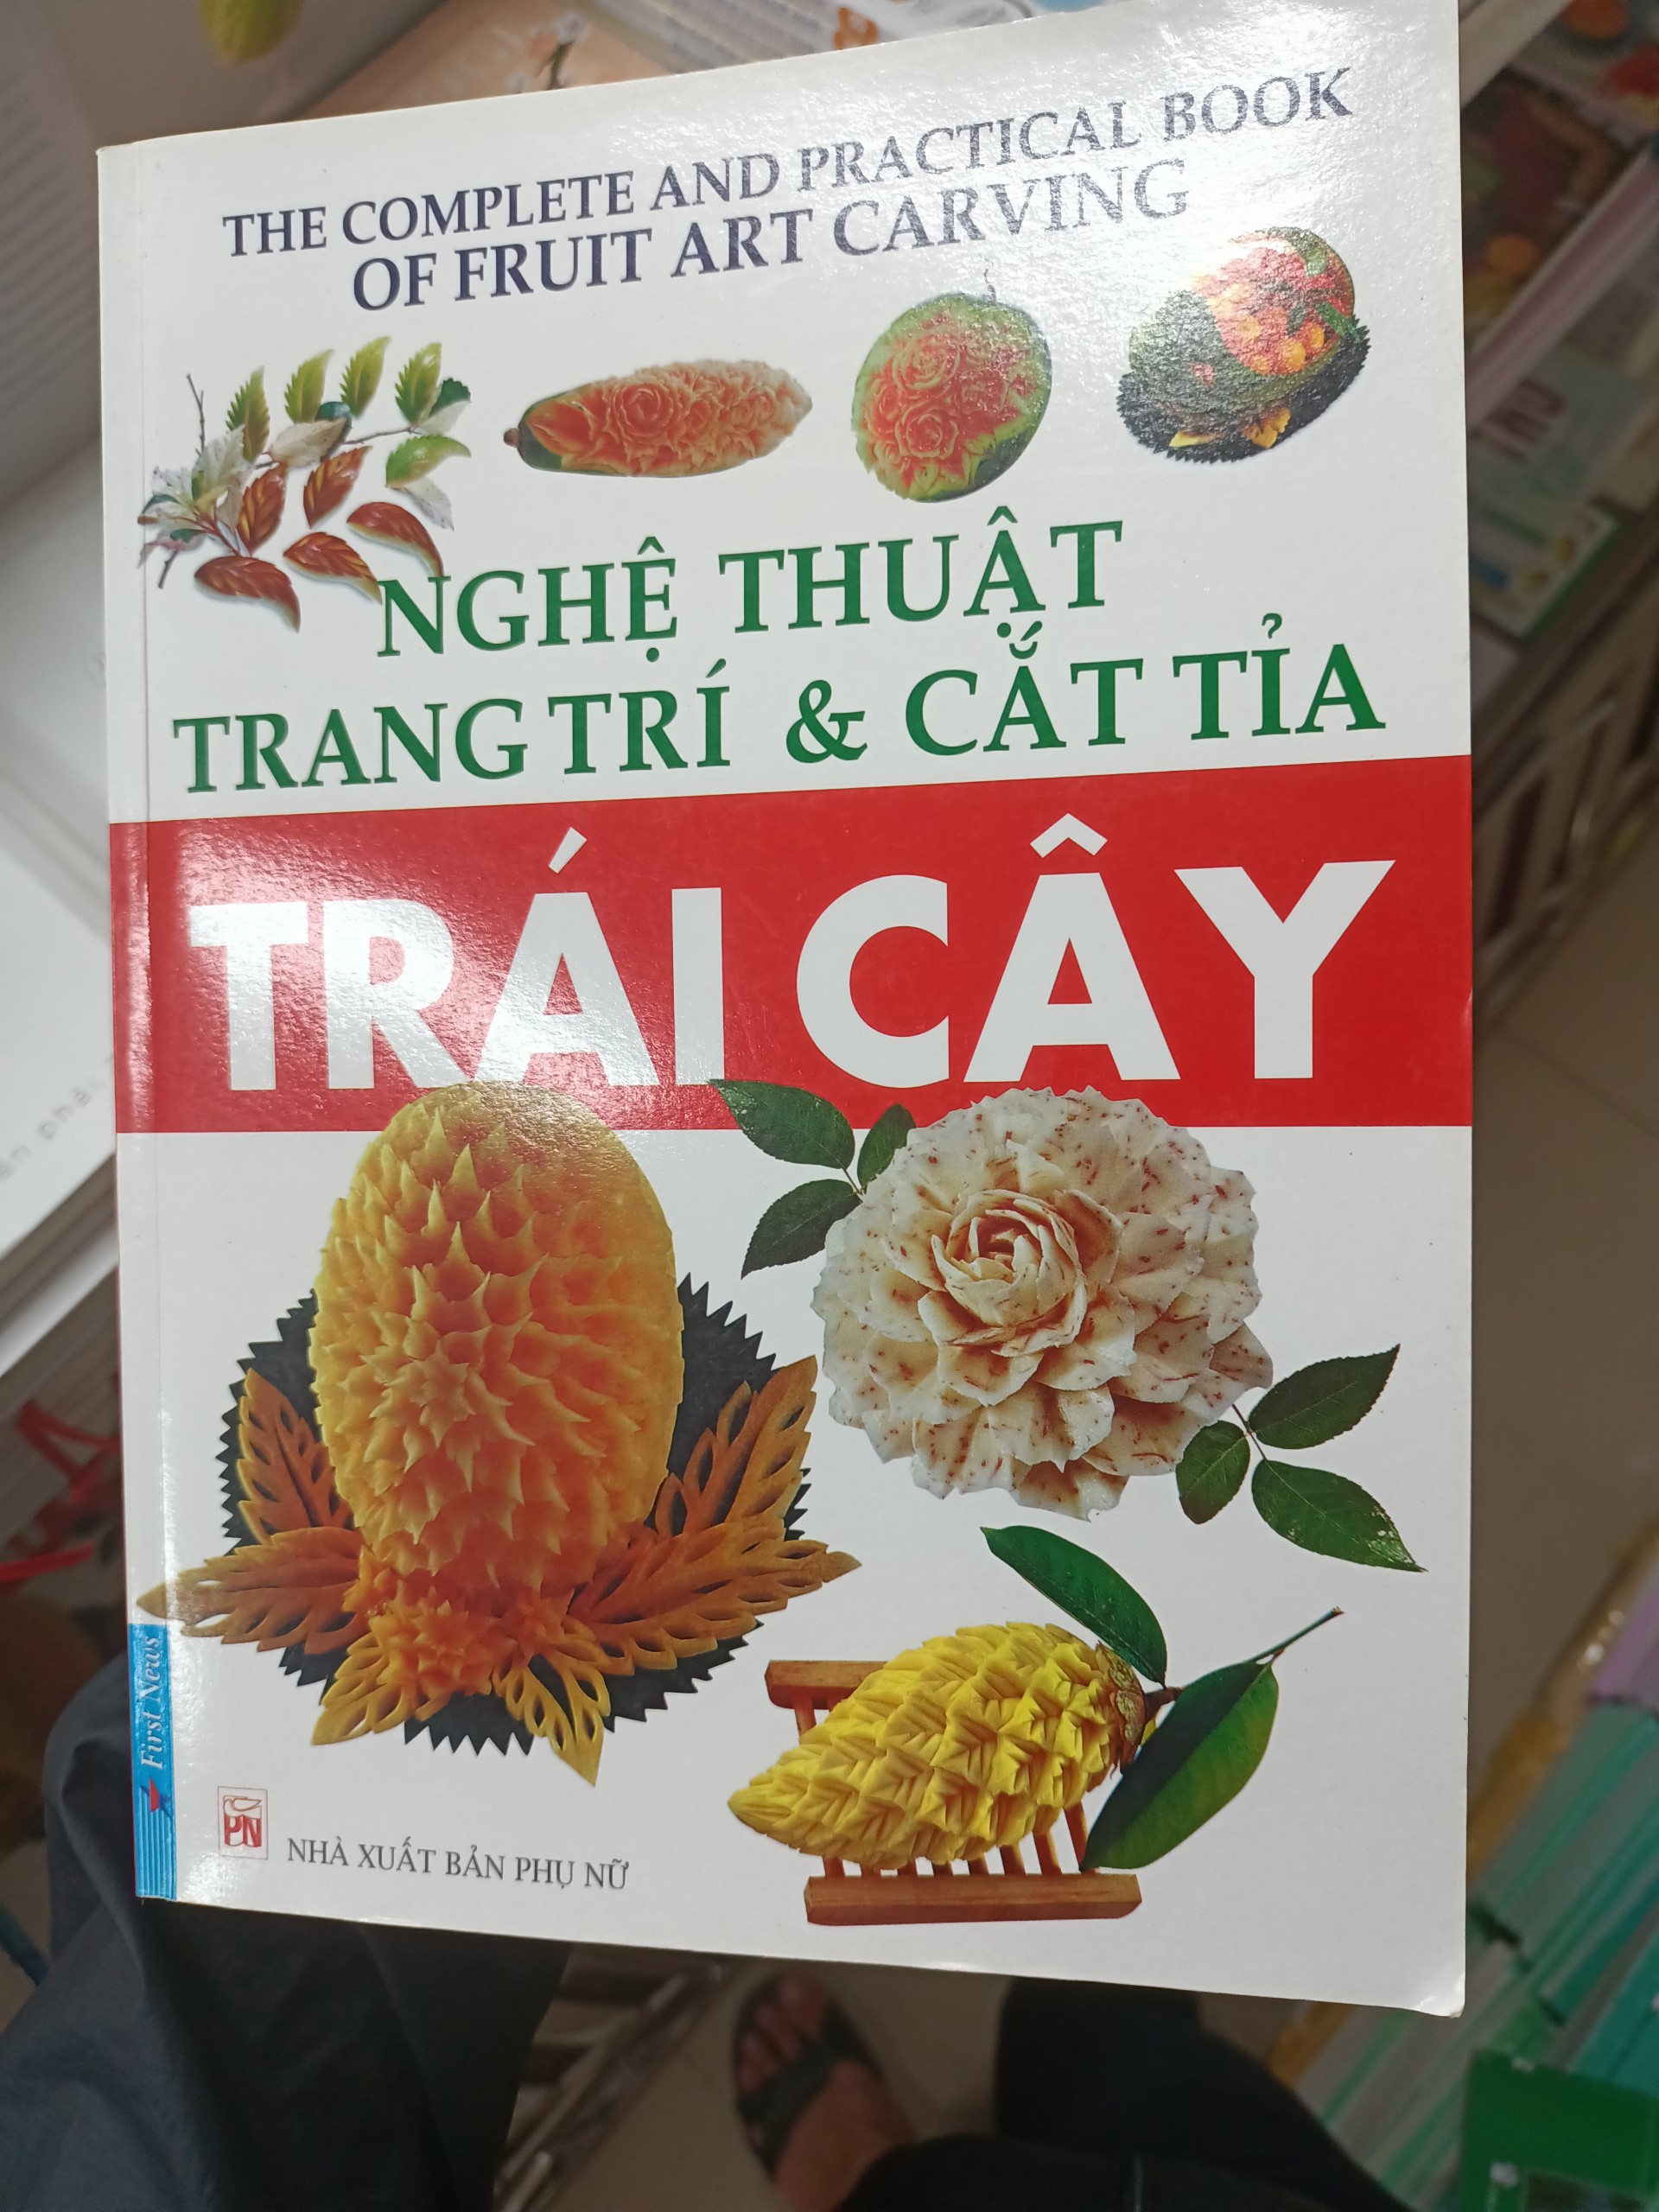 THE COMPLETE AND PRACTICAL BOOK
OF FRUIT ART CARVING
NGHỆ THUẬT
TRANG TRÍ & CẮT TỈA
TRÁI CÂY
First News
PN
NHÀ XUẤT BẢN PHỤ NỮ